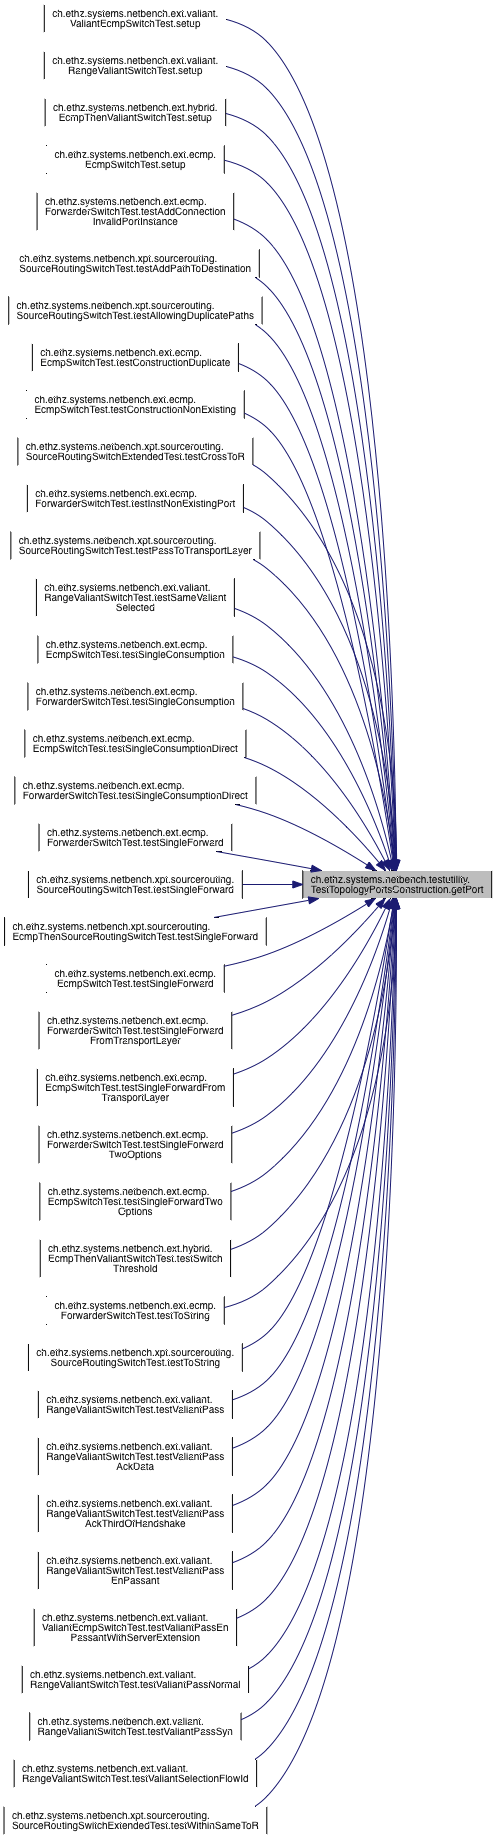 ch.ethz.systems.netbench.ext.valiant.
ValiantEcmpSwitchTest.setup
ch.ethz.systems.netbench.ext.valiant.
RangeValiantSwitchTest.setup
ch.ethz.systems.netbench.ext.hybrid.
EcmpThenValiantSwitchTest.setup
ch.ethz.systems.netbench.ext.ecmp.
EcmpSwitchTest.setup
ch.ethz.systems.netbench.ext.ecmp.
ForwarderSwitchTest.testAddConnection
InvalidPortInstance
ch.ethz.systems.netbench.xpt.sourcerouting.
SourceRoutingSwitchTest.testAddPathToDestination
ch.ethz.systems.netbench.xpt.sourcerouting.
SourceRoutingSwitchTest.testAllowingDuplicatePaths
ch.ethz.systems.netbench.ext.ecmp.
EcmpSwitchTest.testConstructionDuplicate
ch.ethz.systems.netbench.ext.ecmp.
EcmpSwitchTest.testConstructionNonExisting
ch.ethz.systems.netbench.xpt.sourcerouting.
SourceRoutingSwitchExtendedTest.testCrossToR
ch.ethz.systems.netbench.ext.ecmp.
ForwarderSwitchTest.testInstNonExistingPort
ch.ethz.systems.netbench.xpt.sourcerouting.
SourceRoutingSwitchTest.testPassToTransportLayer
ch.ethz.systems.netbench.ext.valiant.
RangeValiantSwitchTest.testSameValiant
Selected
ch.ethz.systems.netbench.ext.ecmp.
EcmpSwitchTest.testSingleConsumption
ch.ethz.systems.netbench.ext.ecmp.
ForwarderSwitchTest.testSingleConsumption
ch.ethz.systems.netbench.ext.ecmp.
EcmpSwitchTest.testSingleConsumptionDirect
ch.ethz.systems.netbench.ext.ecmp.
ForwarderSwitchTest.testSingleConsumptionDirect
ch.ethz.systems.netbench.ext.ecmp.
ForwarderSwitchTest.testSingleForward
ch.ethz.systems.netbench.xpt.sourcerouting.
SourceRoutingSwitchTest.testSingleForward
ch.ethz.systems.netbench.testutility.
TestTopologyPortsConstruction.getPort
ch.ethz.systems.netbench.xpt.sourcerouting.
EcmpThenSourceRoutingSwitchTest.testSingleForward
ch.ethz.systems.netbench.ext.ecmp.
EcmpSwitchTest.testSingleForward
ch.ethz.systems.netbench.ext.ecmp.
ForwarderSwitchTest.testSingleForward
FromTransportLayer
ch.ethz.systems.netbench.ext.ecmp.
EcmpSwitchTest.testSingleForwardFrom
TransportLayer
ch.ethz.systems.netbench.ext.ecmp.
ForwarderSwitchTest.testSingleForward
TwoOptions
ch.ethz.systems.netbench.ext.ecmp.
EcmpSwitchTest.testSingleForwardTwo
Options
ch.ethz.systems.netbench.ext.hybrid.
EcmpThenValiantSwitchTest.testSwitch
Threshold
ch.ethz.systems.netbench.ext.ecmp.
ForwarderSwitchTest.testToString
ch.ethz.systems.netbench.xpt.sourcerouting.
SourceRoutingSwitchTest.testToString
ch.ethz.systems.netbench.ext.valiant.
RangeValiantSwitchTest.testValiantPass
ch.ethz.systems.netbench.ext.valiant.
RangeValiantSwitchTest.testValiantPass
AckData
ch.ethz.systems.netbench.ext.valiant.
RangeValiantSwitchTest.testValiantPass
AckThirdOfHandshake
ch.ethz.systems.netbench.ext.valiant.
RangeValiantSwitchTest.testValiantPass
EnPassant
ch.ethz.systems.netbench.ext.valiant.
ValiantEcmpSwitchTest.testValiantPassEn
PassantWithServerExtension
ch.ethz.systems.netbench.ext.valiant.
RangeValiantSwitchTest.testValiantPassNormal
ch.ethz.systems.netbench.ext.valiant.
RangeValiantSwitchTest.testValiantPassSyn
ch.ethz.systems.netbench.ext.valiant.
RangeValiantSwitchTest.testValiantSelectionFlowId
ch.ethz.systems.netbench.xpt.sourcerouting.
SourceRoutingSwitchExtendedTest.testWithinSameToR